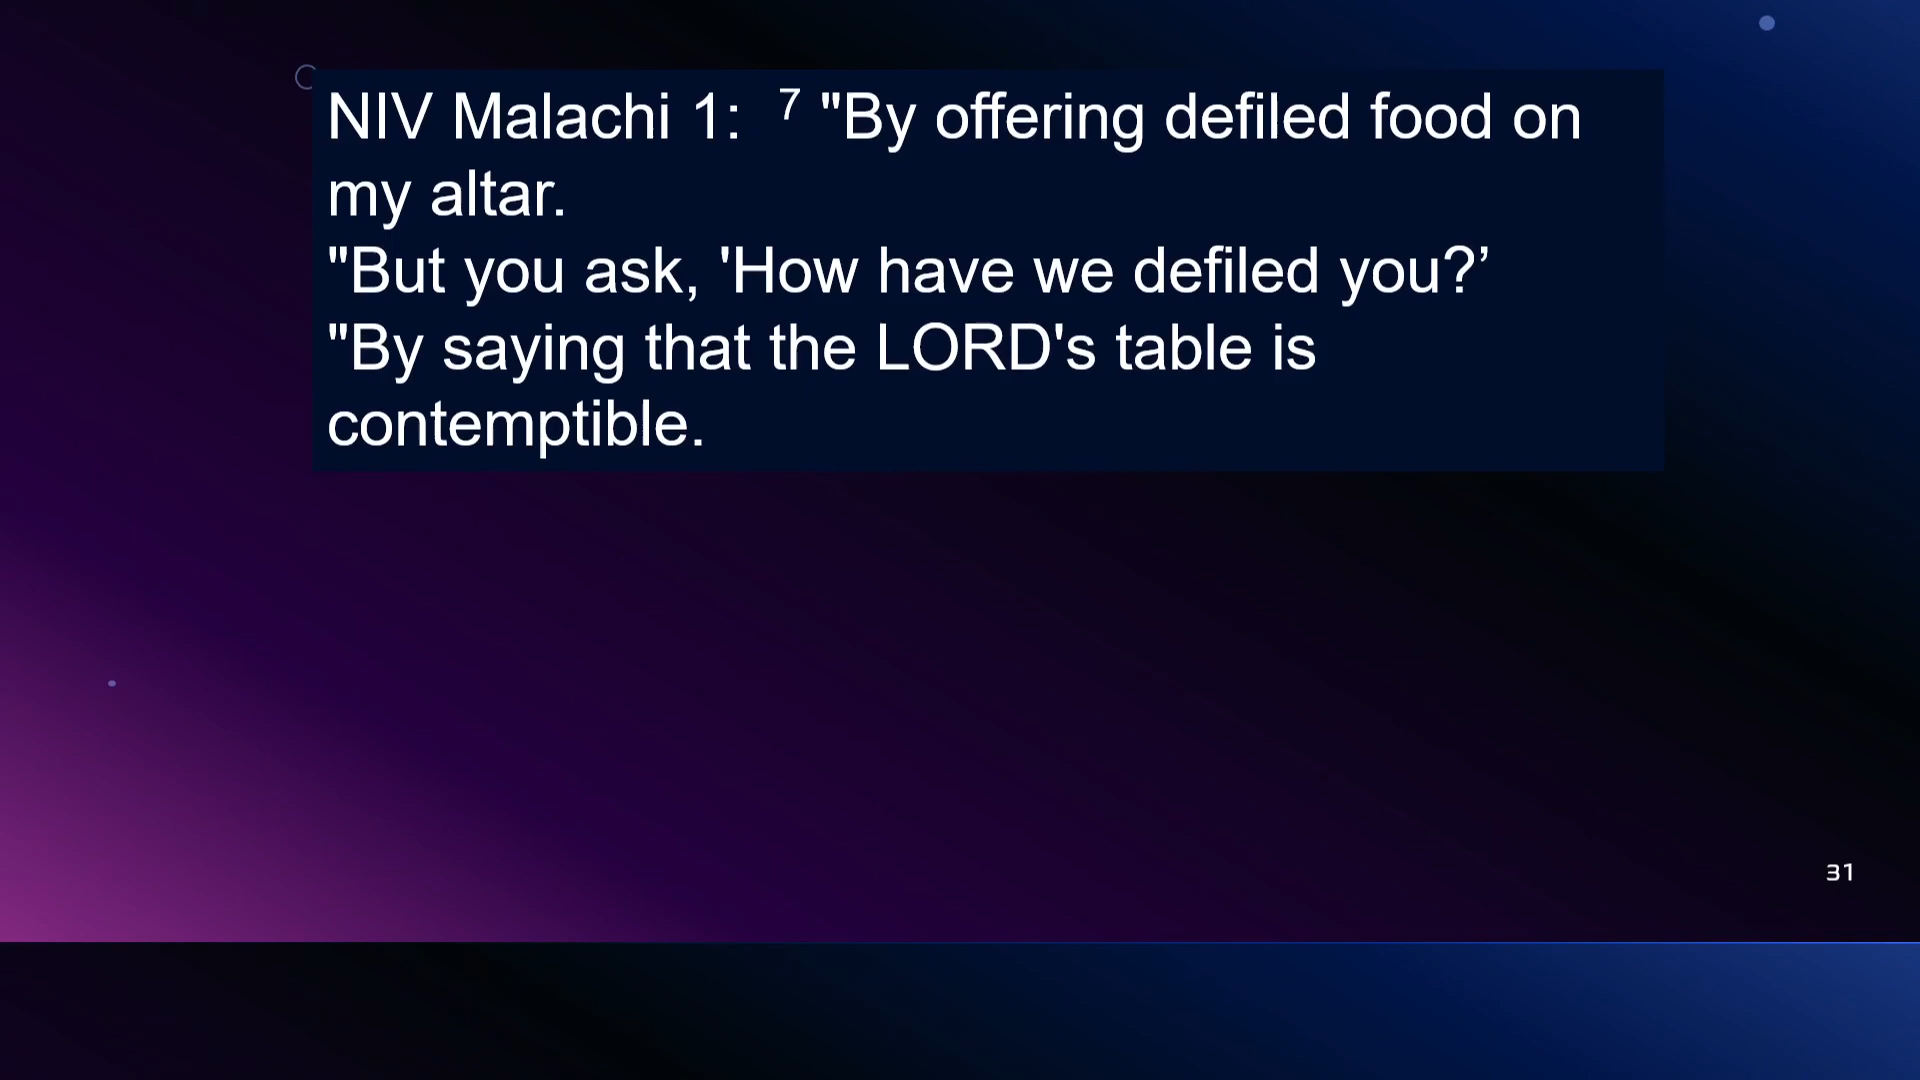 NIV Malachi 1:  ⁷ "By offering defiled food on
my altar.
"But you ask, 'How have we defiled you?’
"By saying that the LORD's table is
contemptible.
31